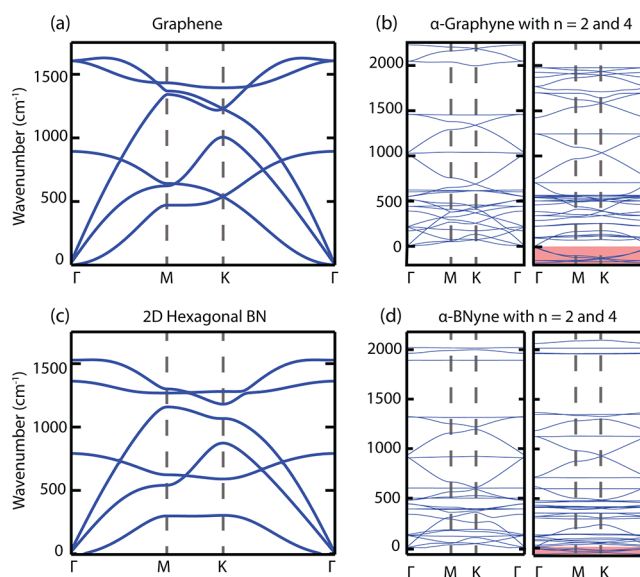 (a) Graphene
Wavenumber (cm⁻¹)
1500
1000
500
0
Γ M K Γ
(b) α-Graphyne with n = 2 and 4
2000
1500
1000
500
0
Γ M K Γ M K Γ
(c) 2D Hexagonal BN
Wavenumber (cm⁻¹)
1500
1000
500
0
Γ M K Γ
(d) α-BNyne with n = 2 and 4
2000
1500
1000
500
0
Γ M K Γ M K Γ